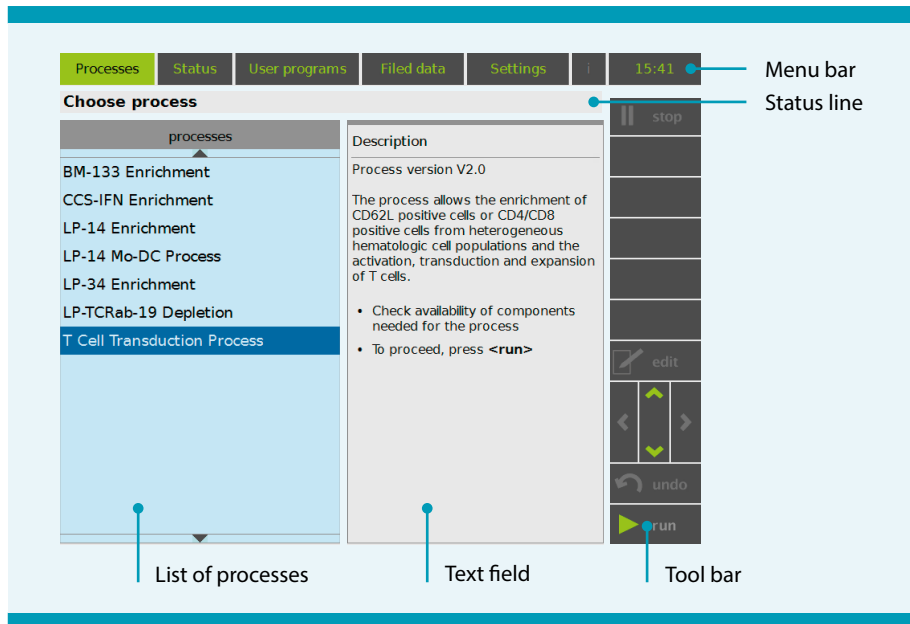 Processes Status User programs Filed data Settings i 15:41
Menu bar
Choose process
Status line
stop
processes
BM-133 Enrichment
CCS-IFN Enrichment
LP-14 Enrichment
LP-14 Mo-DC Process
LP-34 Enrichment
LP-TCRab-19 Depletion
T Cell Transduction Process
Description
Process version V2.0
The process allows the enrichment of
CD62L positive cells or CD4/CD8
positive cells from heterogeneous
hematologic cell populations and the
activation, transduction and expansion
of T cells.
• Check availability of components
needed for the process
• To proceed, press <run>
edit
undo
run
List of processes
Text field
Tool bar